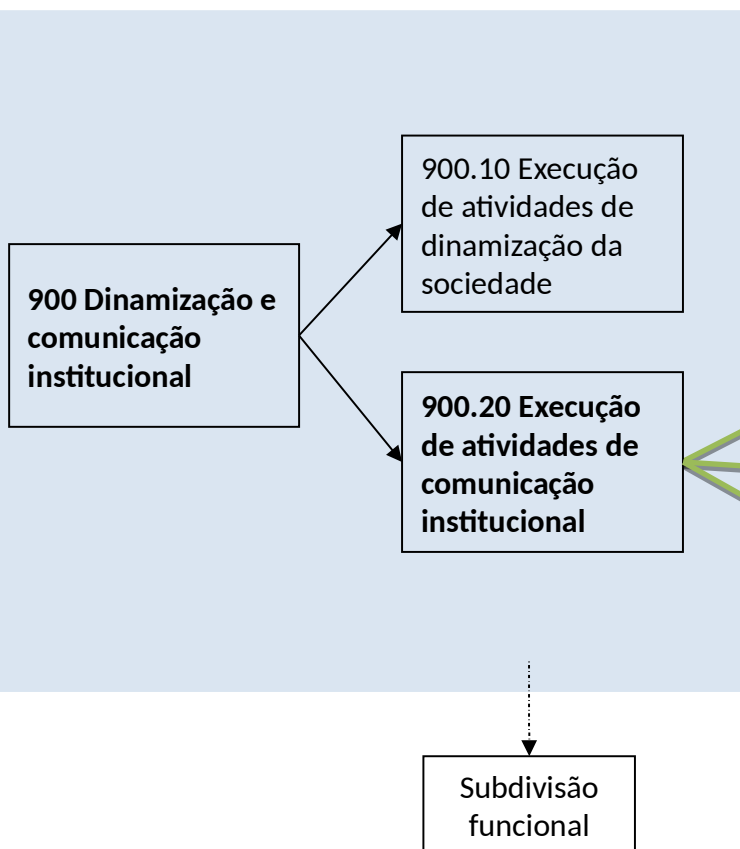 900 Dinamização e
comunicação
institucional
900.10 Execução
de atividades de
dinamização da
sociedade
900.20 Execução
de atividades de
comunicação
institucional
Subdivisão
funcional